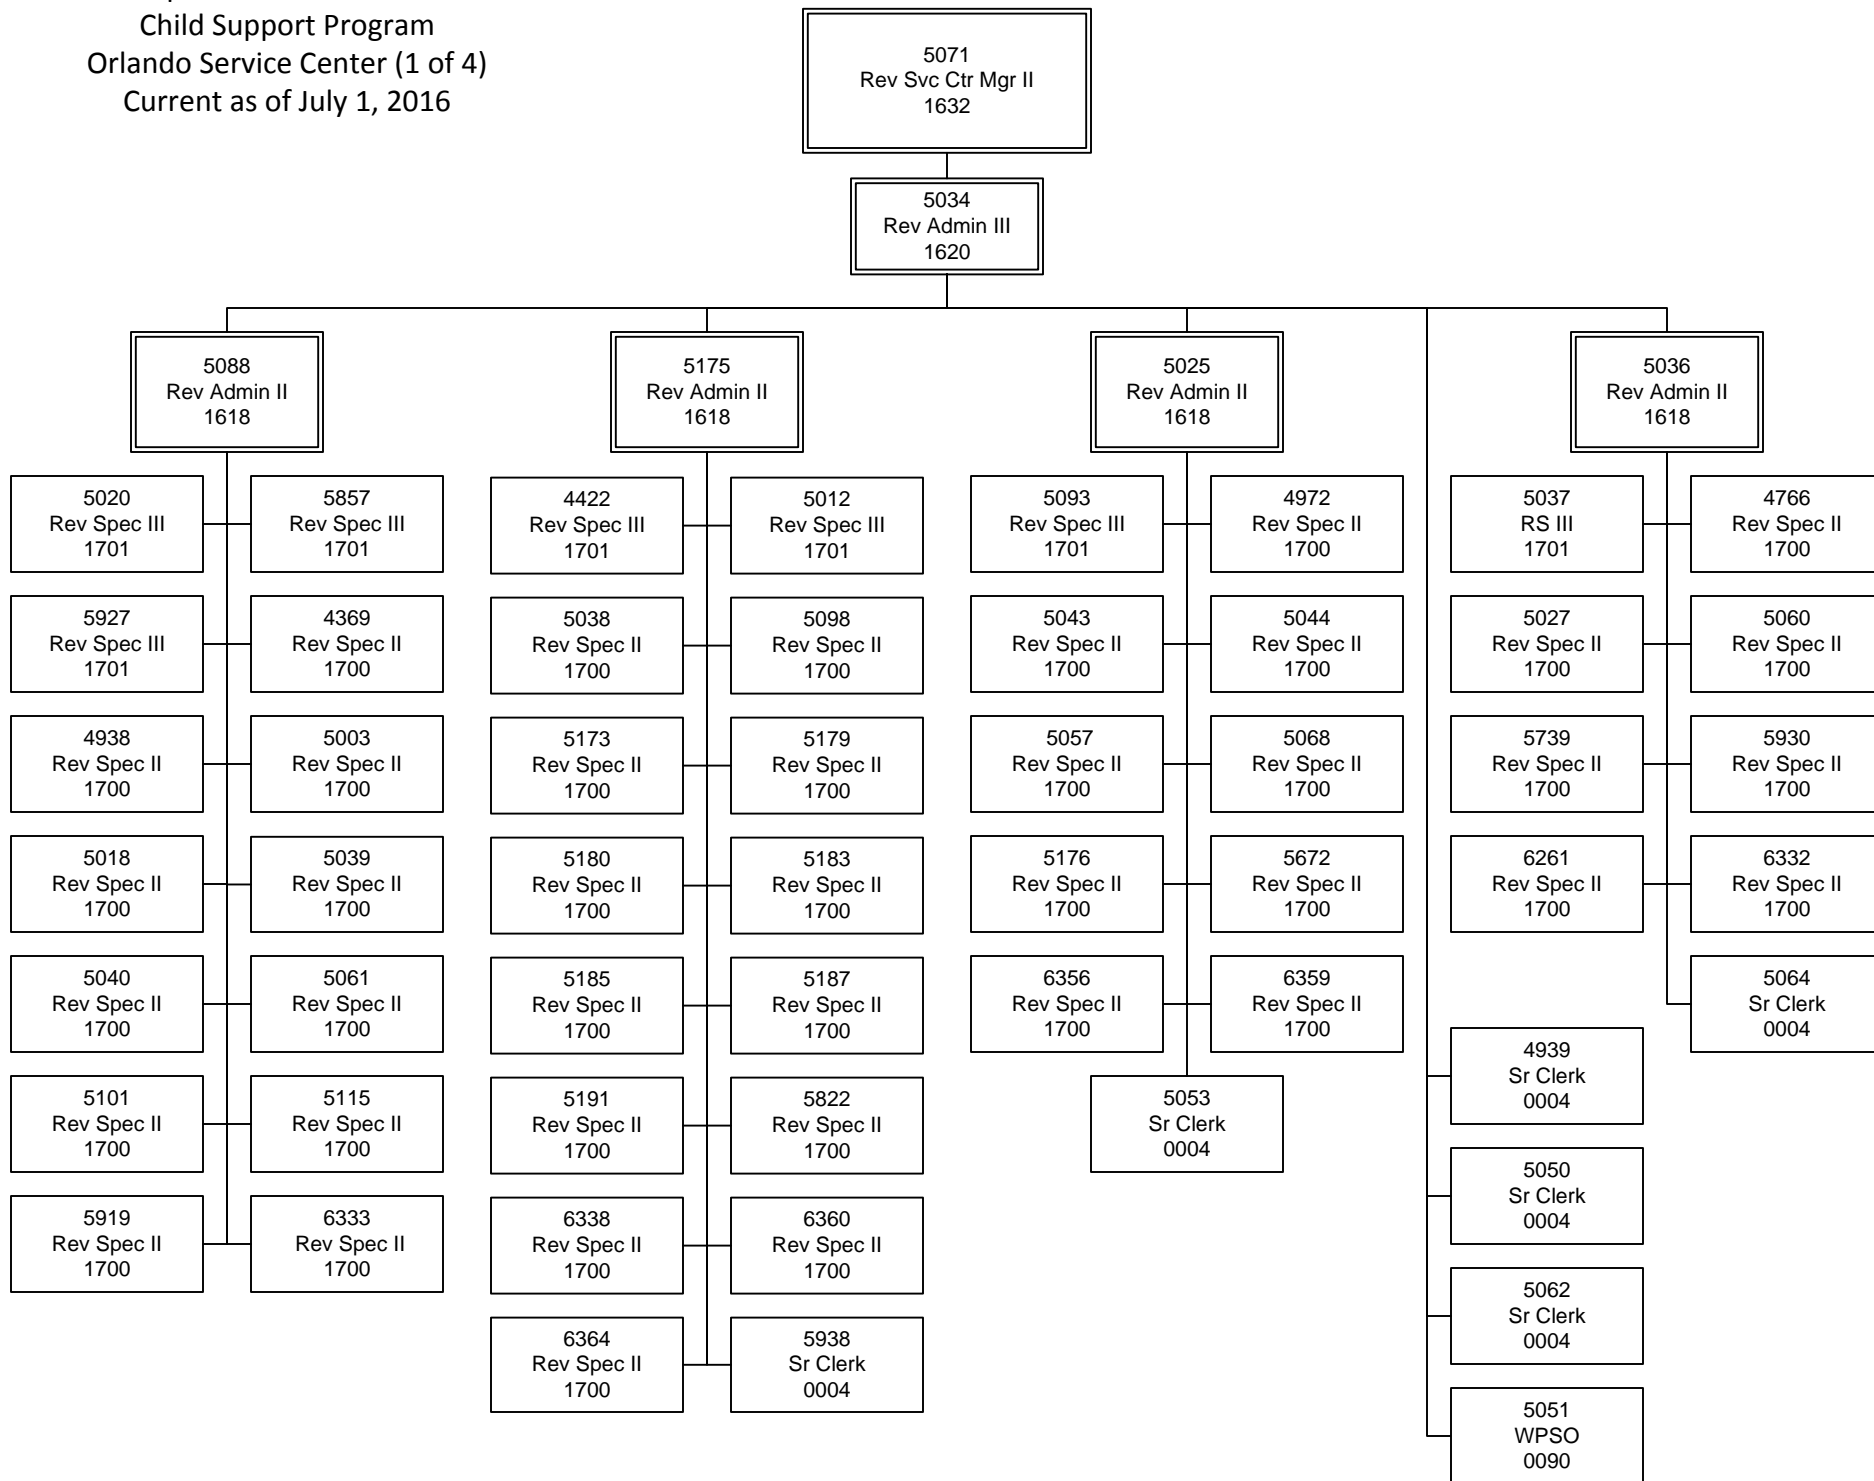 Child Support Program
Orlando Service Center (1 of 4)
Current as of July 1, 2016
5071
Rev Svc Ctr Mgr II
1632
5034
Rev Admin III
1620
5088
Rev Admin II
1618
5175
Rev Admin II
1618
5025
Rev Admin II
1618
5036
Rev Admin II
1618
5020
Rev Spec III
1701
5857
Rev Spec III
1701
5927
Rev Spec III
1701
4369
Rev Spec II
1700
4938
Rev Spec II
1700
5003
Rev Spec II
1700
5018
Rev Spec II
1700
5039
Rev Spec II
1700
5040
Rev Spec II
1700
5061
Rev Spec II
1700
5101
Rev Spec II
1700
5115
Rev Spec II
1700
5919
Rev Spec II
1700
6333
Rev Spec II
1700
4422
Rev Spec III
1701
5012
Rev Spec III
1701
5038
Rev Spec II
1700
5098
Rev Spec II
1700
5173
Rev Spec II
1700
5179
Rev Spec II
1700
5180
Rev Spec II
1700
5183
Rev Spec II
1700
5185
Rev Spec II
1700
5187
Rev Spec II
1700
5191
Rev Spec II
1700
5822
Rev Spec II
1700
6338
Rev Spec II
1700
6360
Rev Spec II
1700
6364
Rev Spec II
1700
5938
Sr Clerk
0004
5093
Rev Spec III
1701
4972
Rev Spec II
1700
5043
Rev Spec II
1700
5044
Rev Spec II
1700
5057
Rev Spec II
1700
5068
Rev Spec II
1700
5176
Rev Spec II
1700
5672
Rev Spec II
1700
6356
Rev Spec II
1700
6359
Rev Spec II
1700
5053
Sr Clerk
0004
5037
RS III
1701
4766
Rev Spec II
1700
5027
Rev Spec II
1700
5060
Rev Spec II
1700
5739
Rev Spec II
1700
5930
Rev Spec II
1700
6261
Rev Spec II
1700
6332
Rev Spec II
1700
5064
Sr Clerk
0004
4939
Sr Clerk
0004
5050
Sr Clerk
0004
5062
Sr Clerk
0004
5051
WPSO
0090